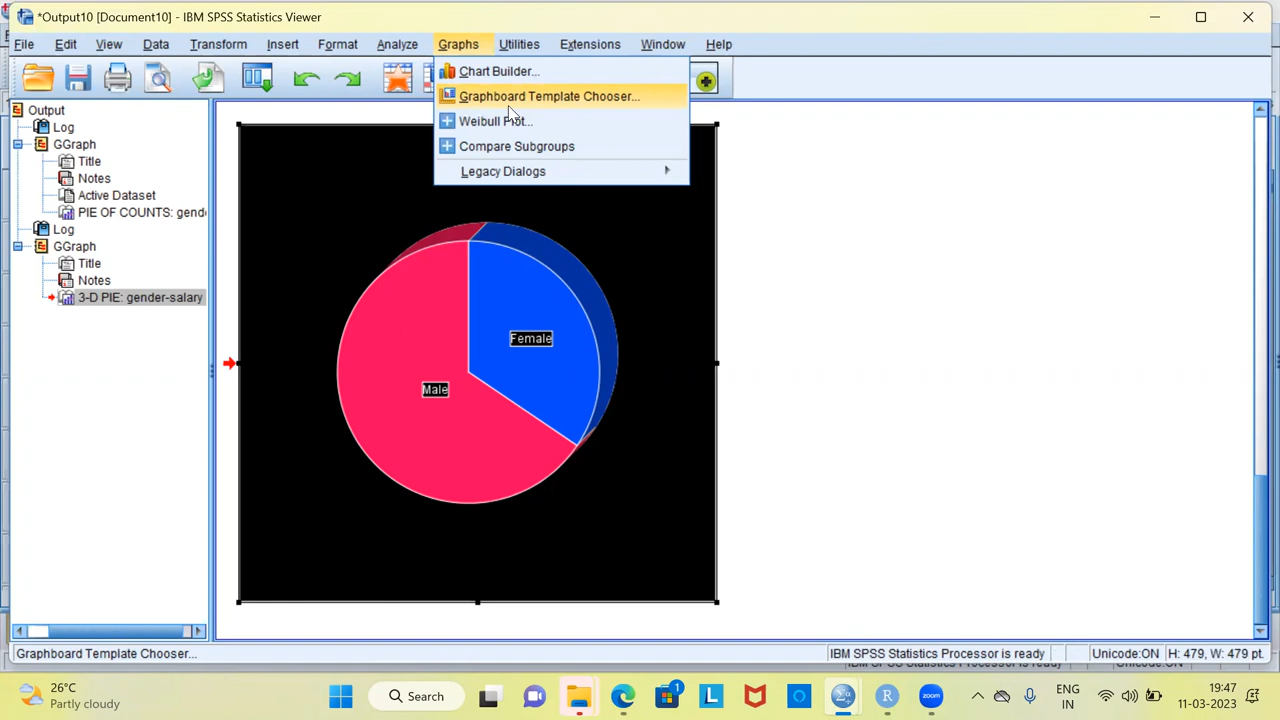 *Output10 [Document10] - IBM SPSS Statistics Viewer
File Edit View Data Transform Insert Format Analyze Graphs Utilities Extensions Window Help
Chart Builder...
Graphboard Template Chooser...
Weibull Plot...
Compare Subgroups
Legacy Dialogs
Output
Log
GGraph
Title
Notes
Active Dataset
PIE OF COUNTS: gend
Log
GGraph
Title
Notes
3-D PIE: gender-salary
Female
Male
Graphboard Template Chooser...
IBM SPSS Statistics Processor is ready
Unicode:ON
H: 479, W: 479 pt.
26°C
Partly cloudy
Search
1
L
Σα
R
zoom
ENG
IN
19:47
11-03-2023